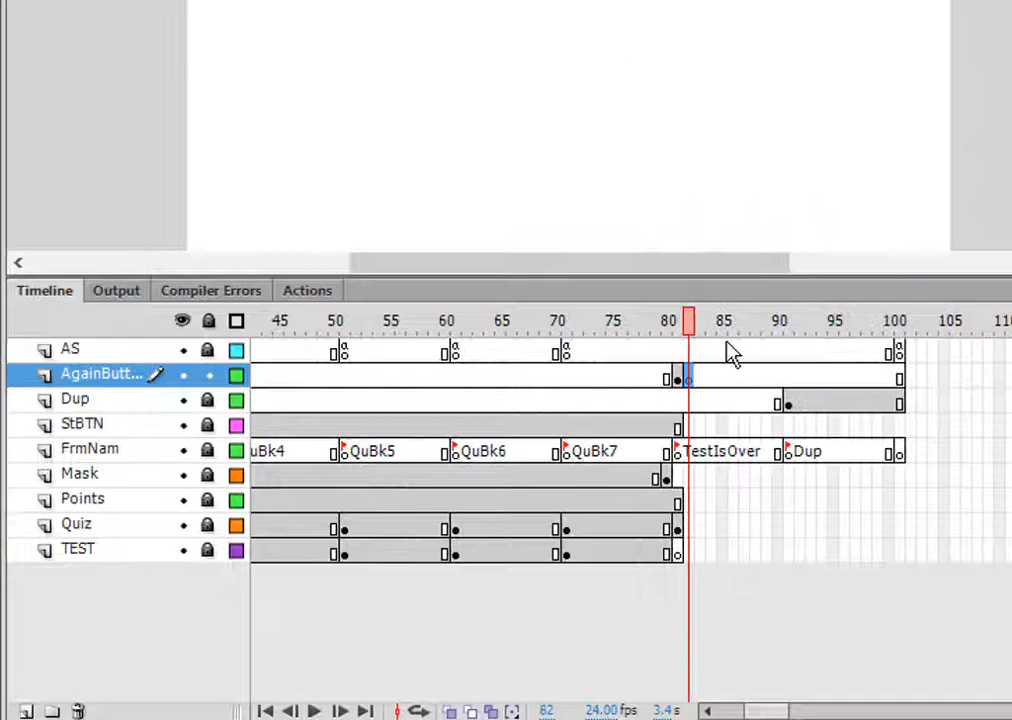 Timeline Output Compiler Errors Actions
45 50 55 60 65 70 75 80 85 90 95 100 105 110
AS
AgainButt...
Dup
StBTN
FrmNam uBk4 QuBk5 QuBk6 QuBk7 TestIsOver Dup
Mask
Points
Quiz
TEST
82 24.00 fps 3.4 s